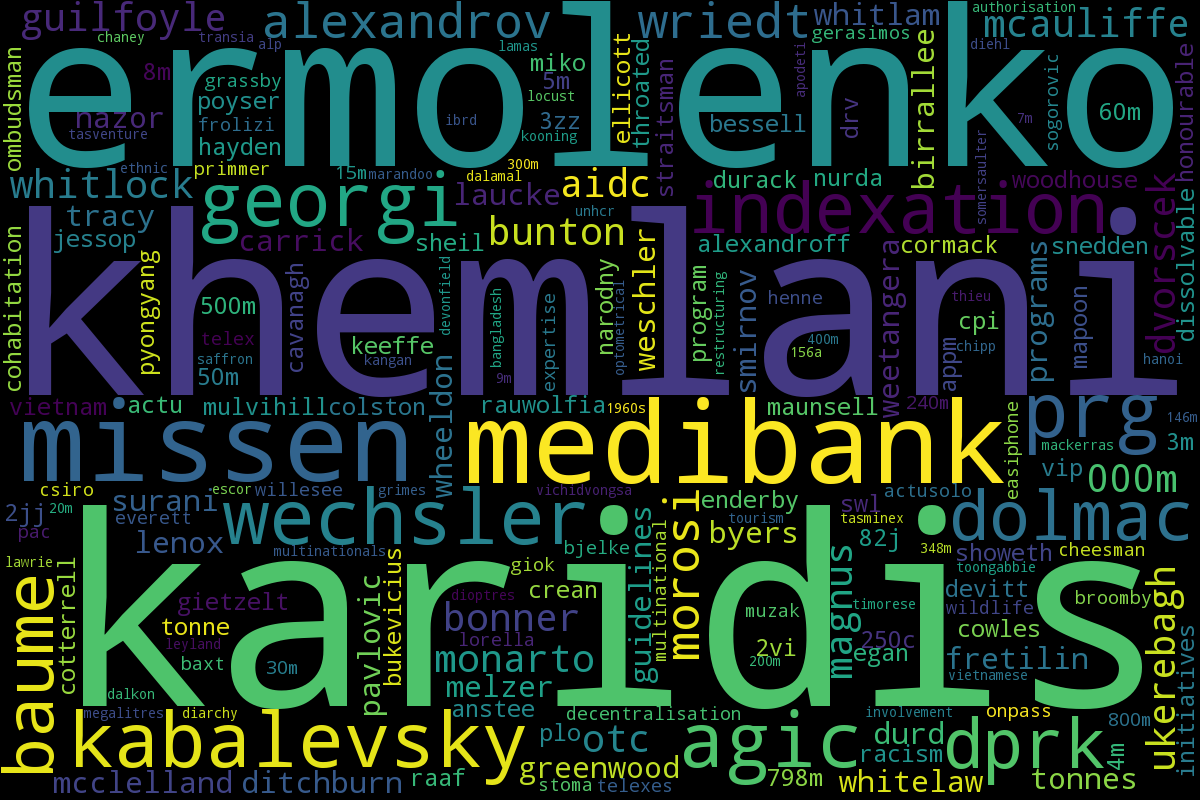 guilfoyle
alexandrov
wriedt
whitlam
authorisation
mcauliffe
chaney
transia
alp
lamas
gerasimos
diehl
ermolenko
ombudsman
8m
grassby
poyser
hazor
frolizi
tasventure
hayden
ibrd
miko
5m
locust
3zz
kooning
ellicott
throated
straitsman
bessell
apodeti
drv
birrallee
7m
sogorovic
60m
honourable
ethnic
primmer
15m
marandoo
300m
dalamal
whitlock
georgi
laucke
aidc
unhcr
durack
nurda
somersaulter
woodhouse
indexation
tracy
jessop
carrick
sheil
bunton
alexandroff
cormack
snedden
dvorscek
dissolvable
khemlani
cohabitation
pyongyang
500m
cavanagh
telex
saffron
50m
keeffe
kangan
devonfield
bangladesh
9m
expertise
narodny
optometrical
weschler
program
restructuring
smirnov
henne
400m
156a
weetangera
thieu
cpi
appm
chipp
programs
mapoon
hanoi
vietnam
actu
mulvihill
colston
wheeldon
rauwolfia
1960s
maunsell
240m
prg
146m
missen
medibank
easiphone
mackerras
3m
vip
000m
csiro
surani
escor
willesee
grimes
vichidvongsa
enderby
swl
actusolo
2jj
20m
everett
wechsler
tourism
byers
tasminex
dolmac
pac
lenox
multinationals
bjelke
guidelines
multinational
morosi
82j
348m
showeth
cheesman
lawrie
karidis
baume
cotterrell
gietzelt
tonne
leyland
baxt
30m
dalkon
pavlovic
bukevicius
dioptres
giok
crean
bonner
lorella
monarto
melzer
muzak
2vi
200m
magnus
timorese
250c
egan
toongabbie
devitt
wildlife
cowles
fretilin
vietnamese
broomby
ukerebagh
initiatives
megalitres
diarchy
anstee
decentralisation
involvement
onpass
800m
kabalevsky
plo
otc
agic
durd
racism
dprk
4m
mcclelland
ditchburn
raaf
greenwood
stoma
telexes
798m
whitelaw
tonnes